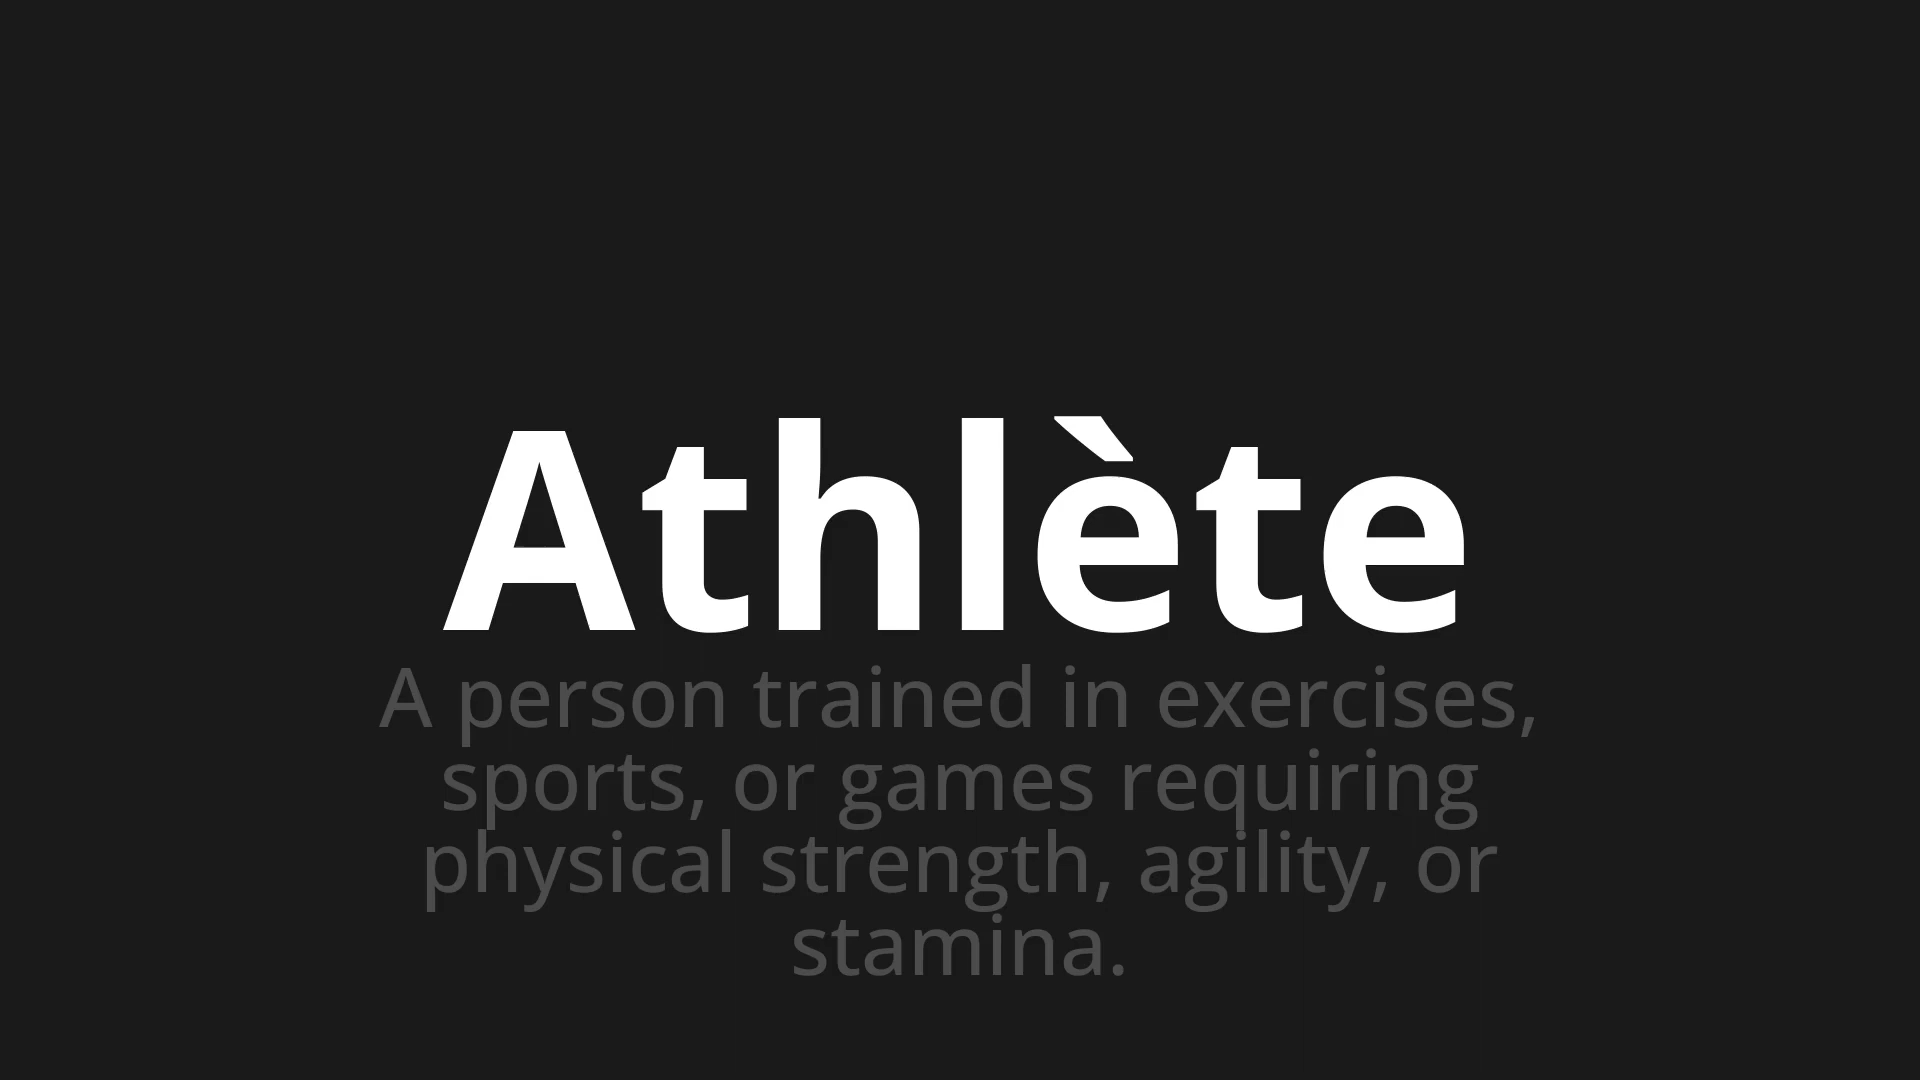 Athlète
A person trained in exercises,
sports, or games requiring
physical strength, agility, or
stamina.